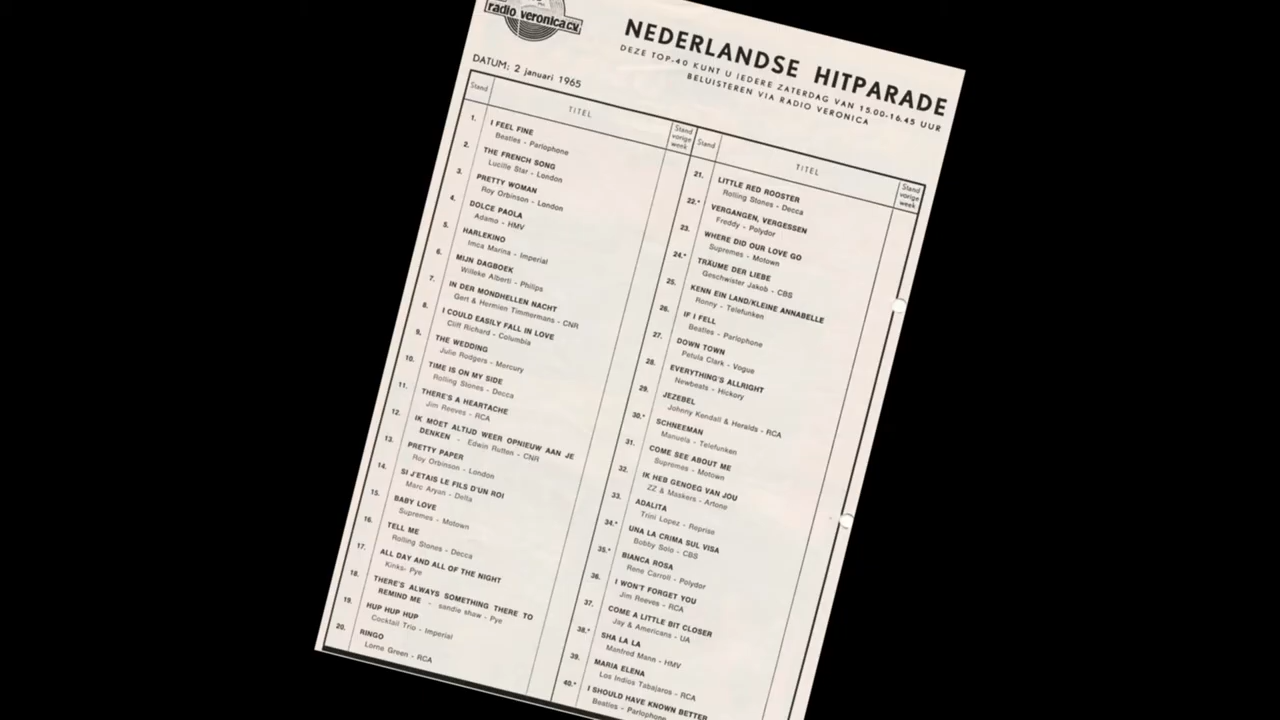 radio veronica c.v.
NEDERLANDSE HITPARADE
DEZE TOP-40 KUNT U IEDERE ZATERDAG VAN 15.00-16.45 UUR
BELUISTEREN VIA RADIO VERONICA
DATUM: 2 januari 1965
Stand TITEL Stand vorige week
1. I FEEL FINE
Beatles - Parlophone
2. THE FRENCH SONG
Lucille Star - London
3. PRETTY WOMAN
Roy Orbinson - London
4. DOLCE PAOLA
Adamo - HMV
5. HARLEKINO
Imca Marina - Imperial
6. MIJN DAGBOEK
Willeke Alberti - Philips
7. IN DER MONDHELLEN NACHT
Gert & Hermien Timmermans - CNR
8. I COULD EASILY FALL IN LOVE
Cliff Richard - Columbia
9. THE WEDDING
Julie Rodgers - Mercury
10. TIME IS ON MY SIDE
Rolling Stones - Decca
11. THERE'S A HEARTACHE
Jim Reeves - RCA
12. IK MOET ALTIJD WEER OPNIEUW AAN JE
DENKEN - Edwin Rutten - CNR
13. PRETTY PAPER
Roy Orbinson - London
14. SI J'ETAIS LE FILS D'UN ROI
Marc Aryan - Delta
15. BABY LOVE
Supremes - Motown
16. TELL ME
Rolling Stones - Decca
17. ALL DAY AND ALL OF THE NIGHT
Kinks- Pye
18. THERE'S ALWAYS SOMETHING THERE TO
REMIND ME - sandie shaw - Pye
19. HUP HUP HUP
Cocktail Trio - Imperial
20. RINGO
Lorne Green - RCA
Stand TITEL Stand vorige week
21. LITTLE RED ROOSTER
Rolling Stones - Decca
22.* VERGANGEN, VERGESSEN
Freddy - Polydor
23. WHERE DID OUR LOVE GO
Supremes - Motown
24.* TRÄUME DER LIEBE
Geschwister Jakob - CBS
25. KENN EIN LAND/KLEINE ANNABELLE
Ronny - Telefunken
26. IF I FELL
Beatles - Parlophone
27. DOWN TOWN
Petula Clark - Vogue
28. EVERYTHING'S ALLRIGHT
Newbeats - Hickory
29. JEZEBEL
Johnny Kendall & Heralds - RCA
30.* SCHNEEMAN
Manuela - Telefunken
31. COME SEE ABOUT ME
Supremes - Motown
32. IK HEB GENOEG VAN JOU
ZZ & Maskers - Artone
33. ADALITA
Trini Lopez - Reprise
34.* UNA LA CRIMA SUL VISA
Bobby Solo - CBS
35.* BIANCA ROSA
Rene Carroll - Polydor
36. I WON'T FORGET YOU
Jim Reeves - RCA
37. COME A LITTLE BIT CLOSER
Jay & Americans - UA
38.* SHA LA LA
Manfred Mann - HMV
39. MARIA ELENA
Los Indios Tabajaros - RCA
40.* I SHOULD HAVE KNOWN BETTER
Beatles - Parlophone